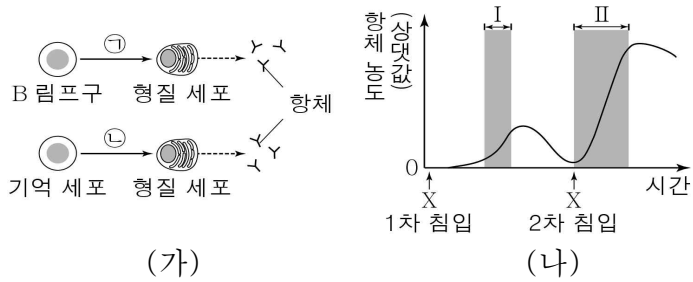 ㉠
B 림프구
형질 세포
항체
㉡
기억 세포
형질 세포
(가)
항체 농도
(상댓값)
Ⅰ
Ⅱ
0
X
1차 침입
X
2차 침입
시간
(나)